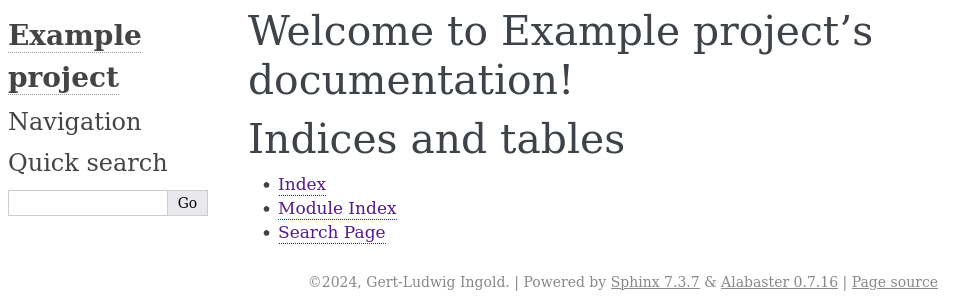 Example
project
Navigation
Quick search
Go
Welcome to Example project’s
documentation!
Indices and tables
• Index
• Module Index
• Search Page
©2024, Gert-Ludwig Ingold. | Powered by Sphinx 7.3.7 & Alabaster 0.7.16 | Page source